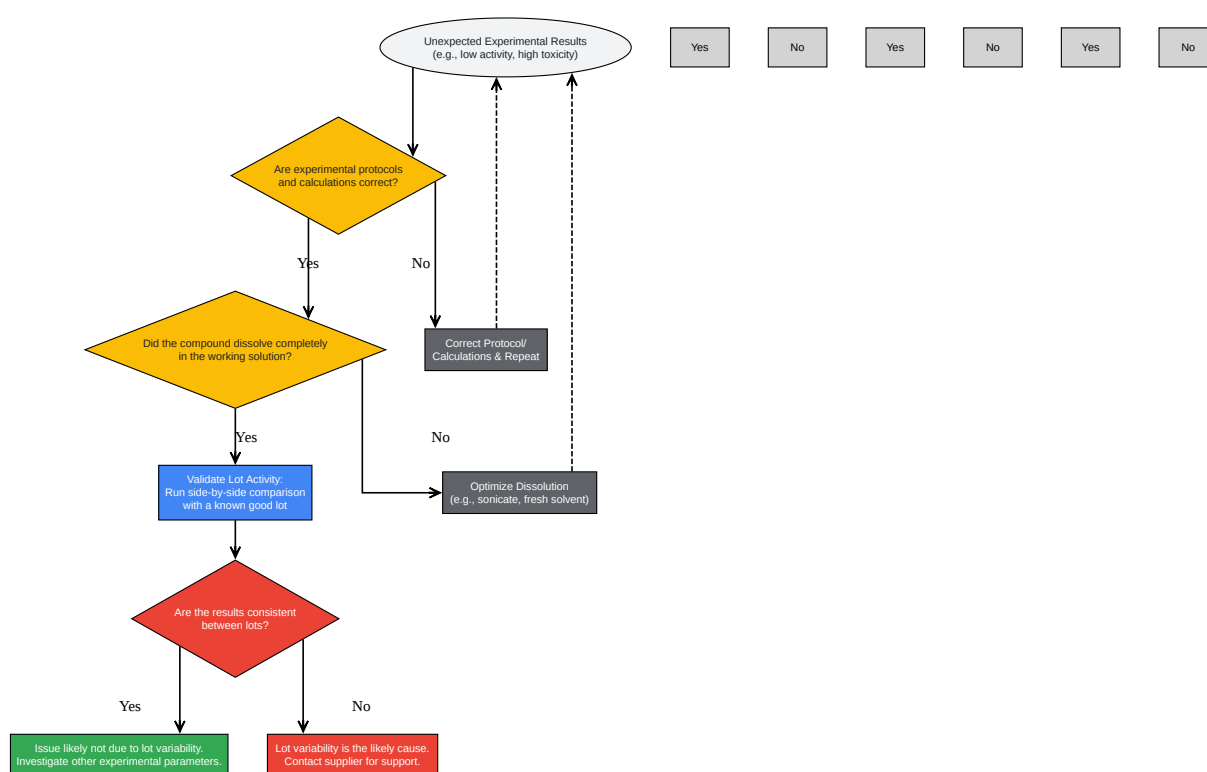 Unexpected Experimental Results
(e.g., low activity, high toxicity)
Yes
No
Yes
No
Yes
No
Are experimental protocols
and calculations correct?
Yes
No
Did the compound dissolve completely
in the working solution?
Correct Protocol/
Calculations & Repeat
Yes
No
Validate Lot Activity:
Run side-by-side comparison
with a known good lot
Optimize Dissolution
(e.g., sonicate, fresh solvent)
Are the results consistent
between lots?
Yes
No
Issue likely not due to lot variability.
Investigate other experimental parameters.
Lot variability is the likely cause.
Contact supplier for support.